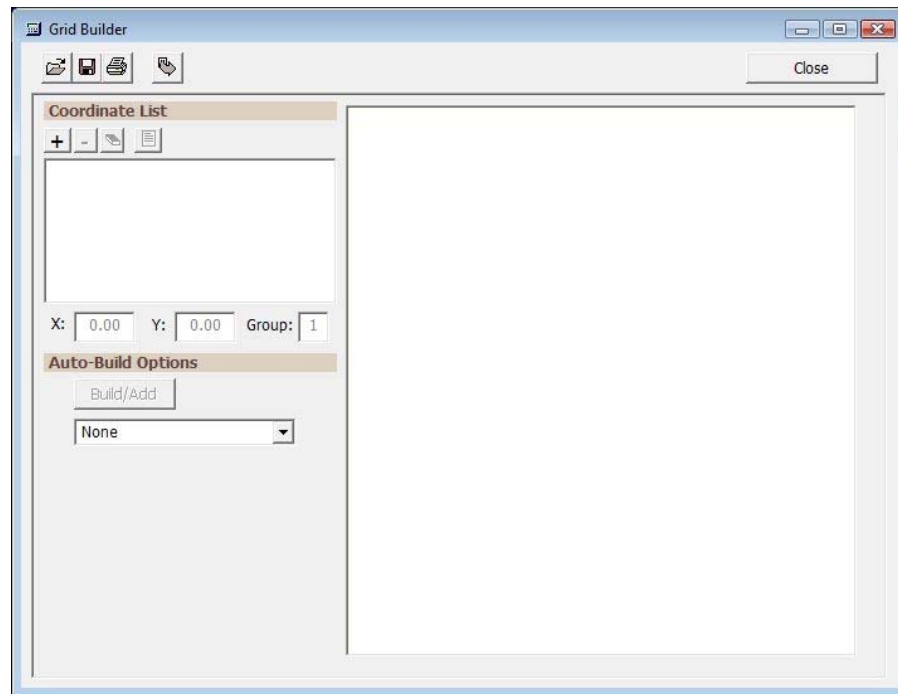 Grid Builder
Close
Coordinate List
+ -
X: 0.00 Y: 0.00 Group: 1
Auto-Build Options
Build/Add
None